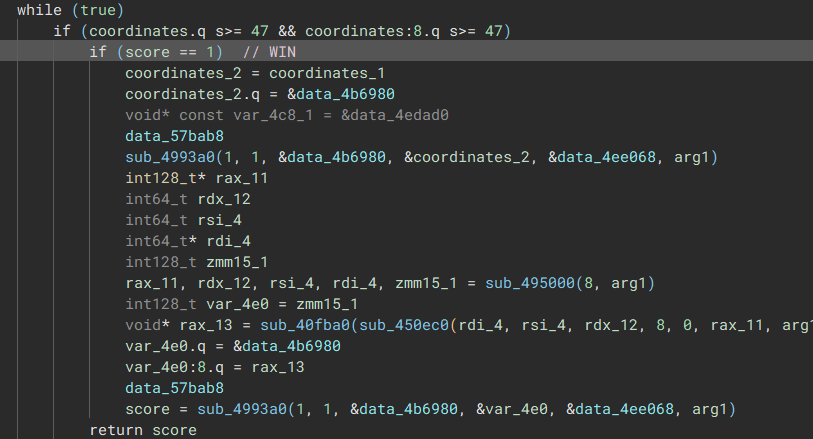 while (true)
if (coordinates.q s>= 47 && coordinates:8.q s>= 47)
if (score == 1)  // WIN
coordinates_2 = coordinates_1
coordinates_2.q = &data_4b6980
void* const var_4c8_1 = &data_4edad0
data_57bab8
sub_4993a0(1, 1, &data_4b6980, &coordinates_2, &data_4ee068, arg1)
int128_t* rax_11
int64_t rdx_12
int64_t rsi_4
int64_t* rdi_4
int128_t zmm15_1
rax_11, rdx_12, rsi_4, rdi_4, zmm15_1 = sub_495000(8, arg1)
int128_t var_4e0 = zmm15_1
void* rax_13 = sub_40fba0(sub_450ec0(rdi_4, rsi_4, rdx_12, 8, 0, rax_11, arg
var_4e0.q = &data_4b6980
var_4e0:8.q = rax_13
data_57bab8
score = sub_4993a0(1, 1, &data_4b6980, &var_4e0, &data_4ee068, arg1)
return score